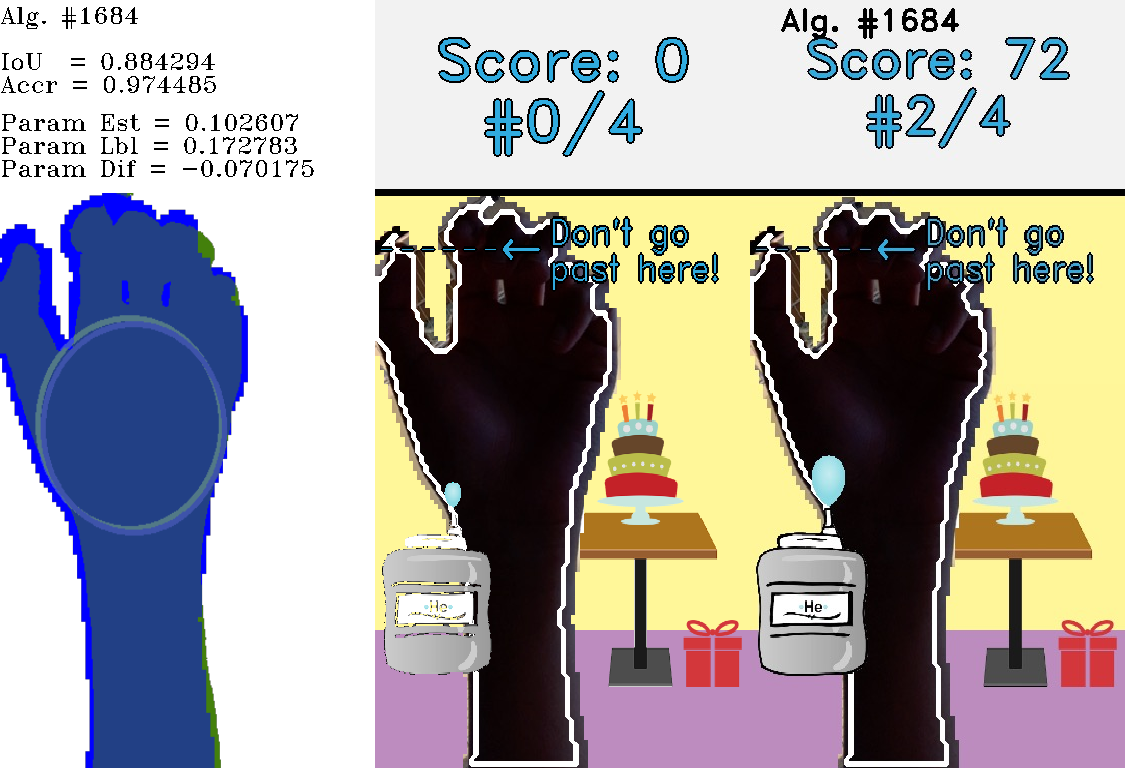 Alg. #1684
IoU = 0.884294
Accr = 0.974485
Param Est = 0.102607
Param Lbl = 0.172783
Param Dif = −0.070175
Score: 0
#0/4
Don't go
past here!
He
Alg. #1684
Score: 72
#2/4
Don't go
past here!
He